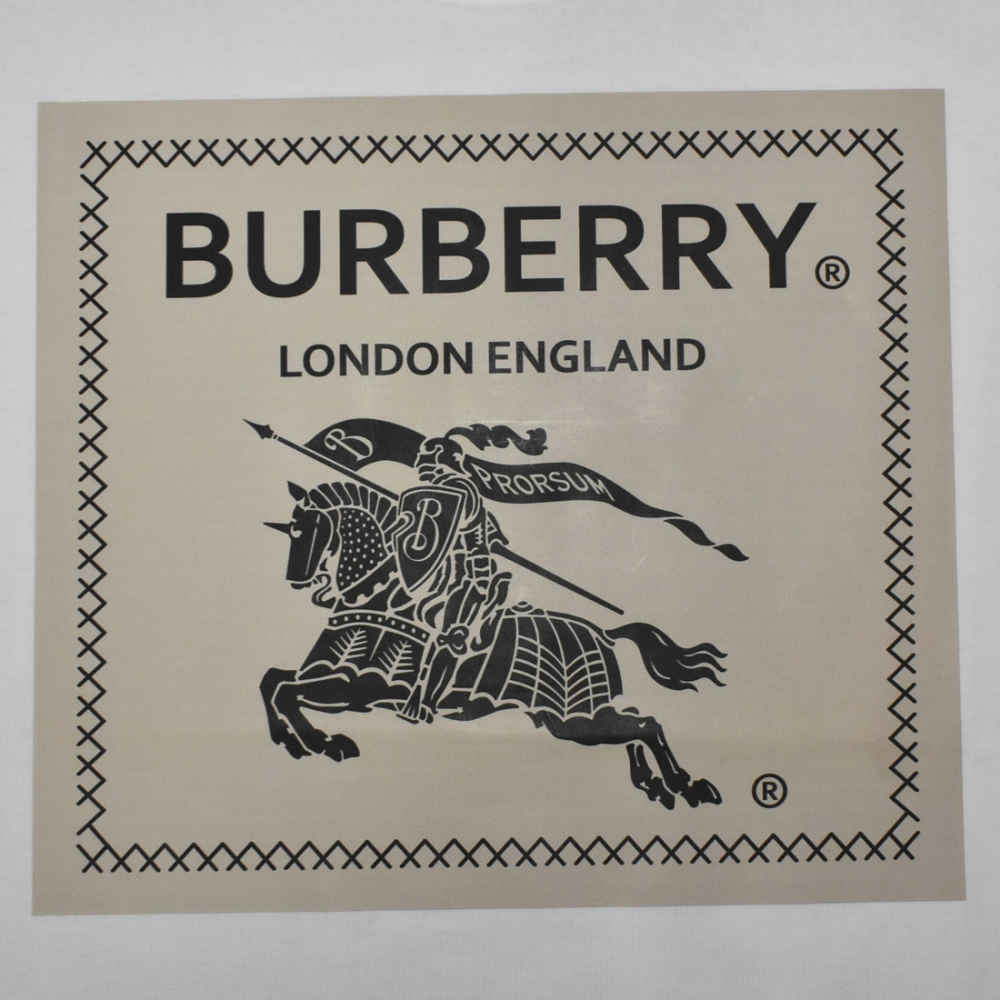 BURBERRY®
LONDON ENGLAND
B
PRORSUM
B
®